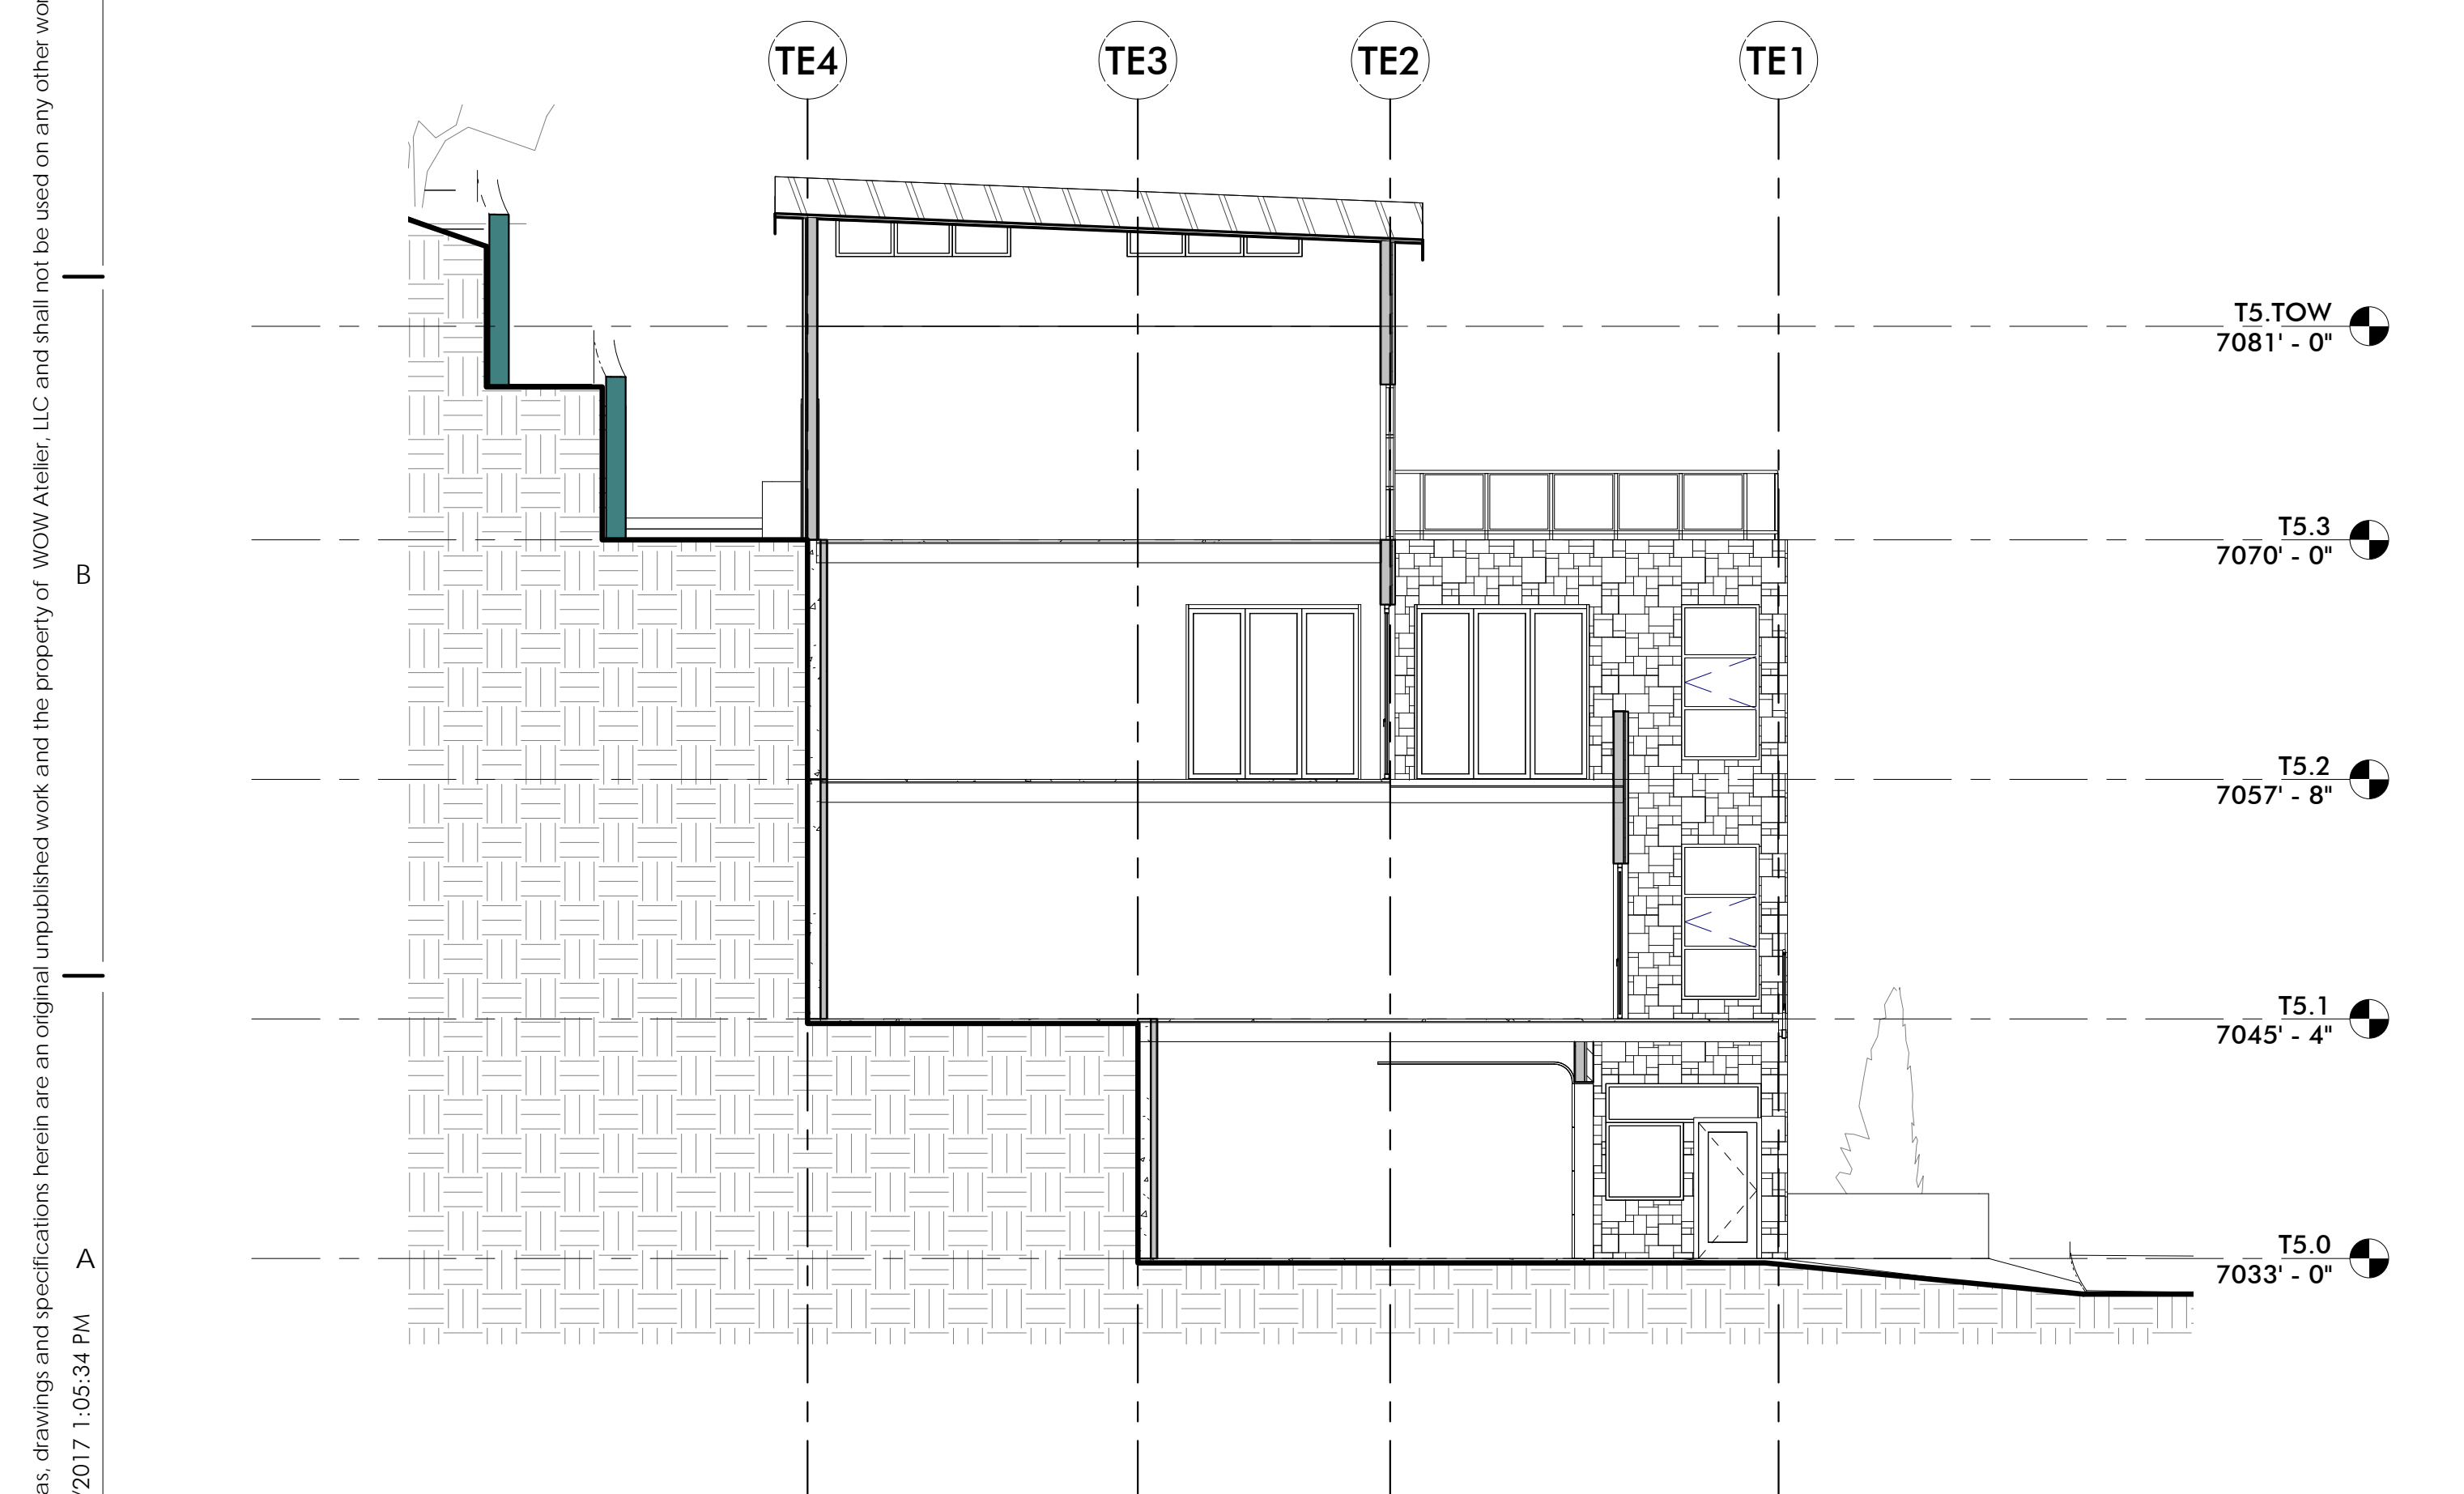 TE4 TE3 TE2 TE1
T5.TOW
7081' - 0"
T5.3
7070' - 0"
T5.2
7057' - 8"
T5.1
7045' - 4"
T5.0
7033' - 0"
B
A
drawings and specifications herein are an original unpublished work and the property of WOW Atelier, LLC and shall not be used on any other
/2017 1:05:34 PM